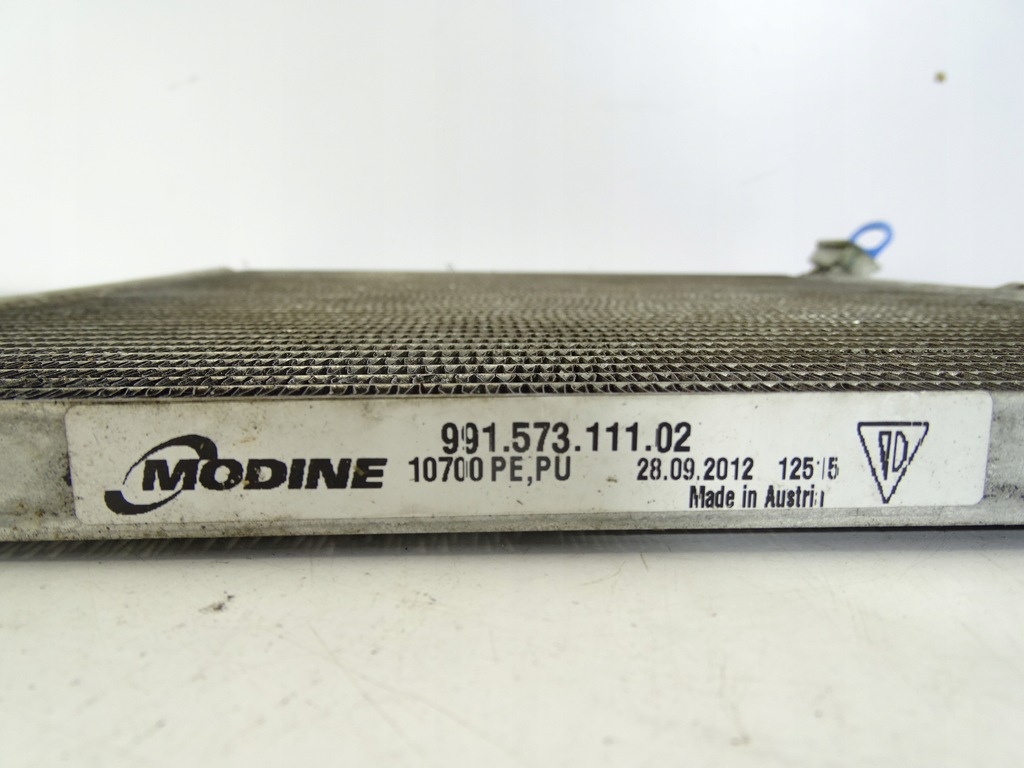 MODINE
991.573.111.02
10700 PE,PU 28.09.2012
Made in Austria